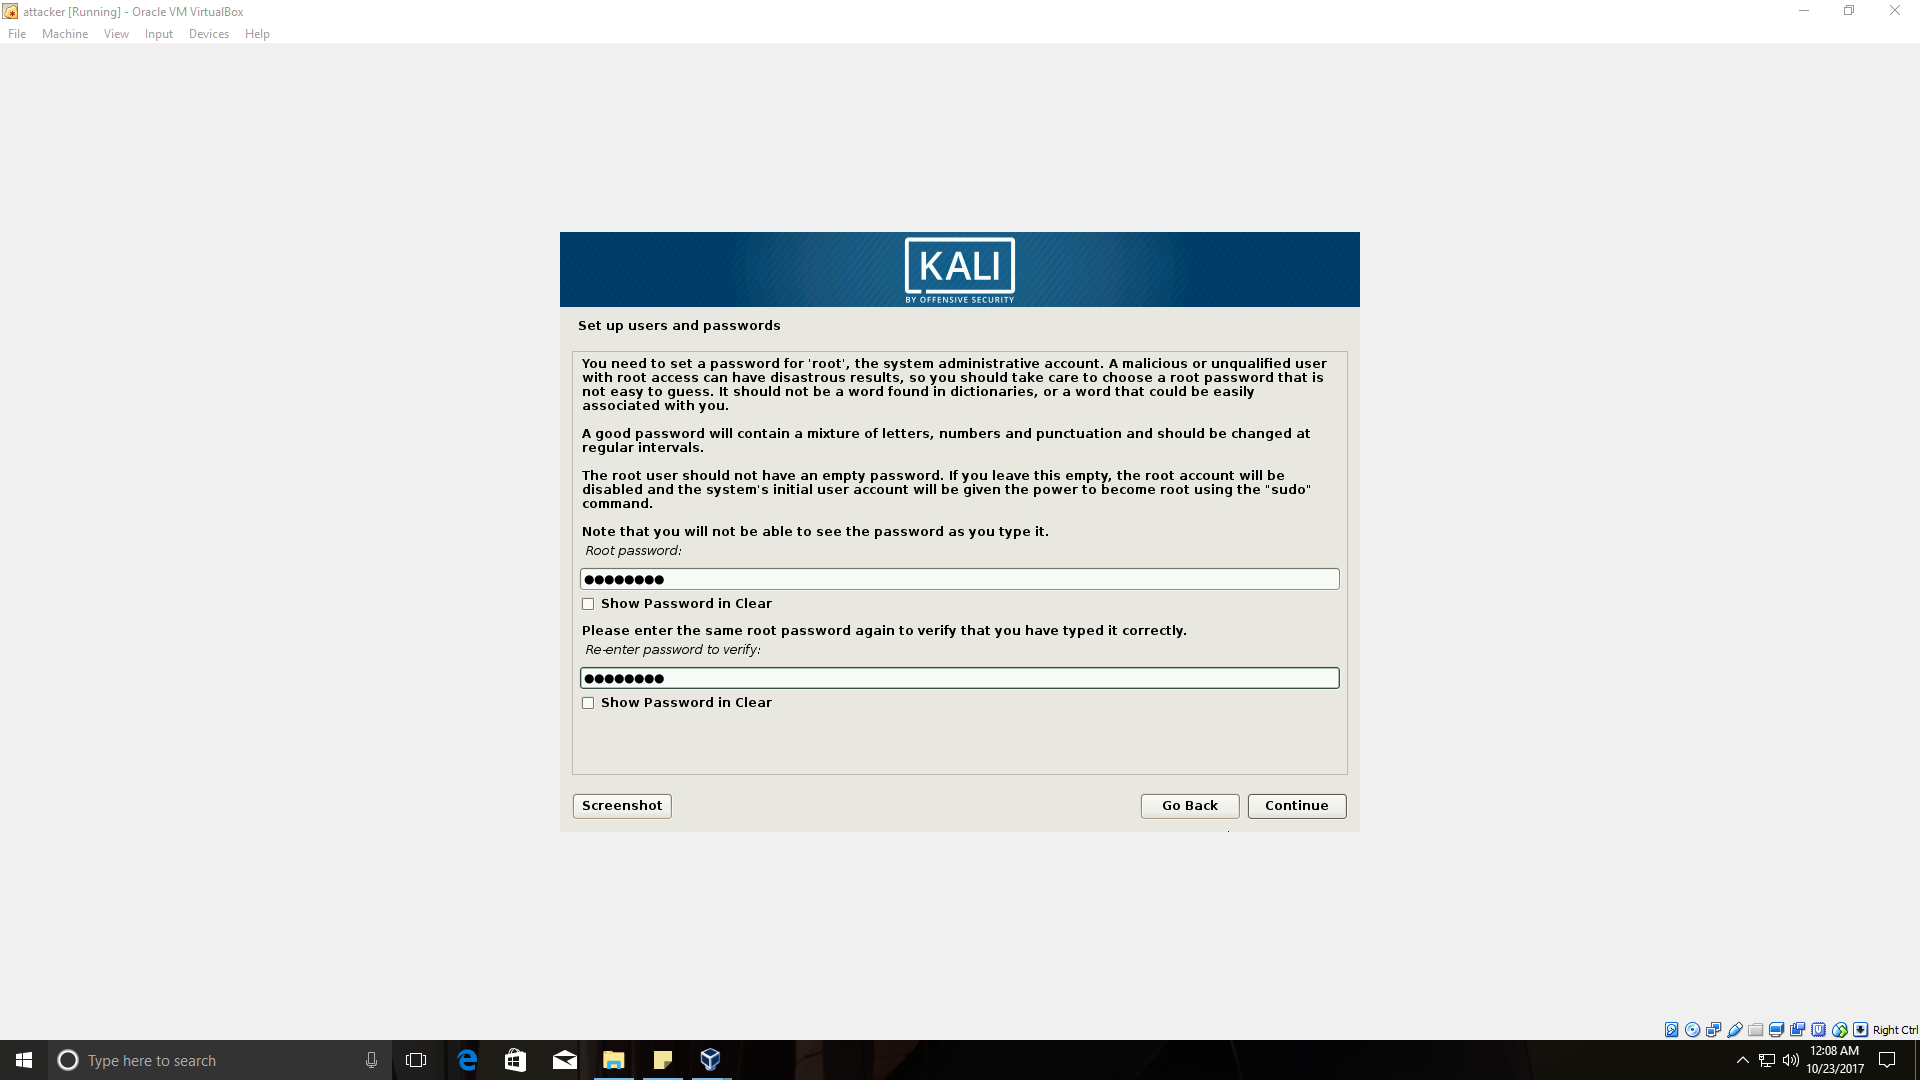 attacker [Running] - Oracle VM VirtualBox
File Machine View Input Devices Help
KALI
BY OFFENSIVE SECURITY
Set up users and passwords
You need to set a password for 'root', the system administrative account. A malicious or unqualified user
with root access can have disastrous results, so you should take care to choose a root password that is
not easy to guess. It should not be a word found in dictionaries, or a word that could be easily
associated with you.
A good password will contain a mixture of letters, numbers and punctuation and should be changed at
regular intervals.
The root user should not have an empty password. If you leave this empty, the root account will be
disabled and the system's initial user account will be given the power to become root using the "sudo"
command.
Note that you will not be able to see the password as you type it.
Root password:
●●●●●●●●
Show Password in Clear
Please enter the same root password again to verify that you have typed it correctly.
Re-enter password to verify:
●●●●●●●●
Show Password in Clear
Screenshot Go Back Continue
Right Ctrl
Type here to search
12:08 AM
10/23/2017